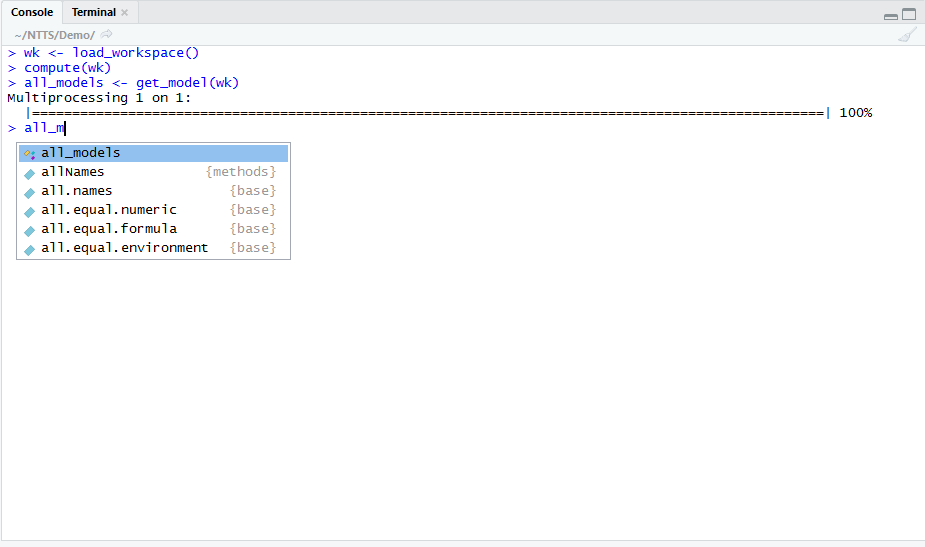 Console Terminal ×
~/NTTS/Demo/
> wk <- load_workspace()
> compute(wk)
> all_models <- get_model(wk)
Multiprocessing 1 on 1:
|===================================================================================================| 100%
> all_m
all_models
allNames {methods}
all.names {base}
all.equal.numeric {base}
all.equal.formula {base}
all.equal.environment {base}